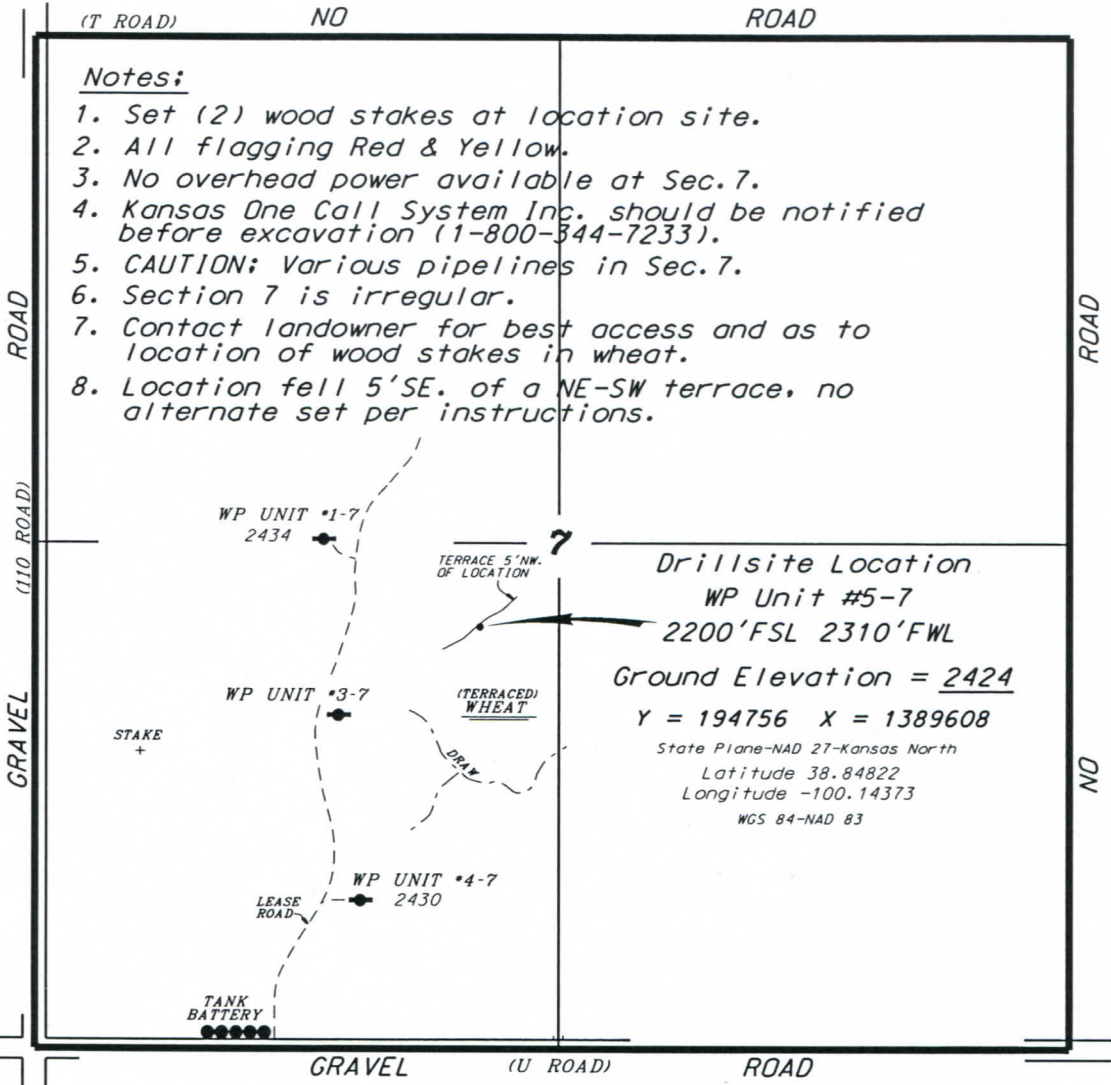 (T ROAD) NO ROAD
Notes:
1. Set (2) wood stakes at location site.
2. All flagging Red & Yellow.
3. No overhead power available at Sec. 7.
4. Kansas One Call System Inc. should be notified
before excavation (1-800-344-7233).
5. CAUTION: Various pipelines in Sec. 7.
6. Section 7 is irregular.
7. Contact landowner for best access and as to
location of wood stakes in wheat.
8. Location fell 5'SE. of a NE-SW terrace, no
alternate set per instructions.
ROAD
(110 ROAD)
GRAVEL
ROAD
NO
WP UNIT #1-7
2434
7
TERRACE 5'NW.
OF LOCATION
Drillsite Location
WP Unit #5-7
2200'FSL 2310'FWL
Ground Elevation = 2424
Y = 194756 X = 1389608
State Plane-NAD 27-Kansas North
Latitude 38.84822
Longitude -100.14373
WGS 84-NAD 83
WP UNIT #3-7
(TERRACED)
WHEAT
STAKE
DRAW
WP UNIT #4-7
2430
LEASE
ROAD
TANK
BATTERY
GRAVEL (U ROAD) ROAD